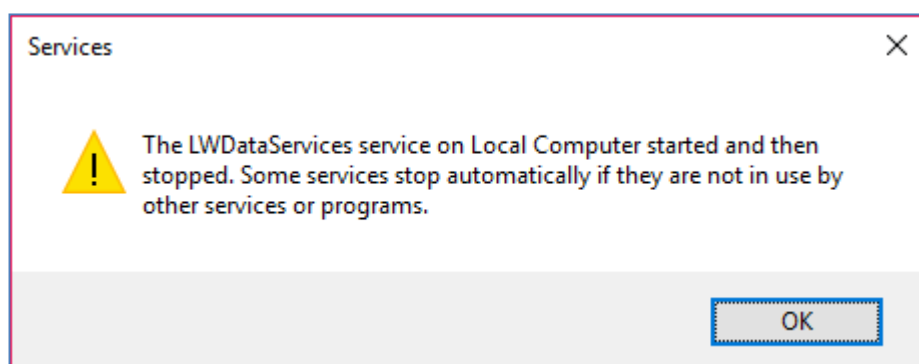 Services
The LWDataServices service on Local Computer started and then
stopped. Some services stop automatically if they are not in use by
other services or programs.
OK